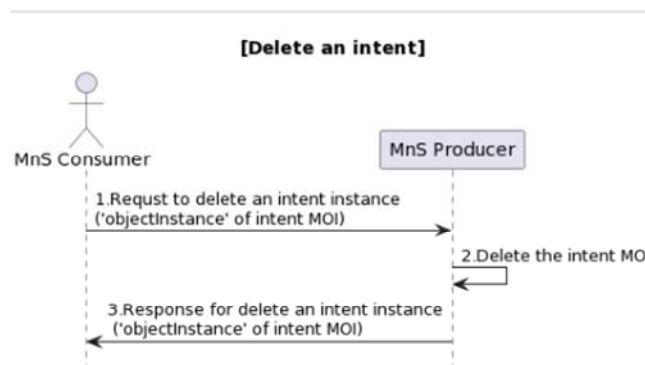 [Delete an intent]
MnS Consumer
MnS Producer
1.Requst to delete an intent instance
('objectInstance' of intent MOI)
2.Delete the intent MO
3.Response for delete an intent instance
('objectInstance' of intent MOI)